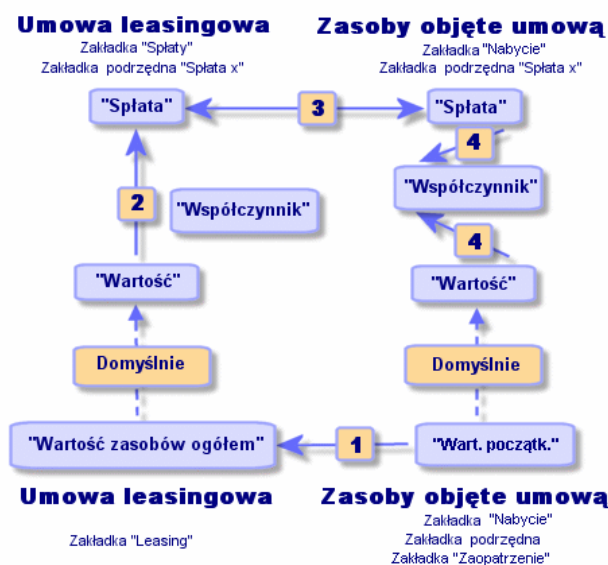 Umowa leasingowa
Zakładka "Spłaty"
Zakładka podrzędna "Spłata x"
Zasoby objęte umową
Zakładka "Nabycie"
Zakładka podrzędna "Spłata x"
"Spłata"
3
"Spłata"
4
2
"Współczynnik"
"Współczynnik"
4
"Wartość"
"Wartość"
Domyślnie
Domyślnie
"Wartość zasobów ogółem"
1
"Wart. początk."
Umowa leasingowa
Zakładka "Leasing"
Zasoby objęte umową
Zakładka "Nabycie"
Zakładka podrzędna
Zakładka "Zaopatrzenie"